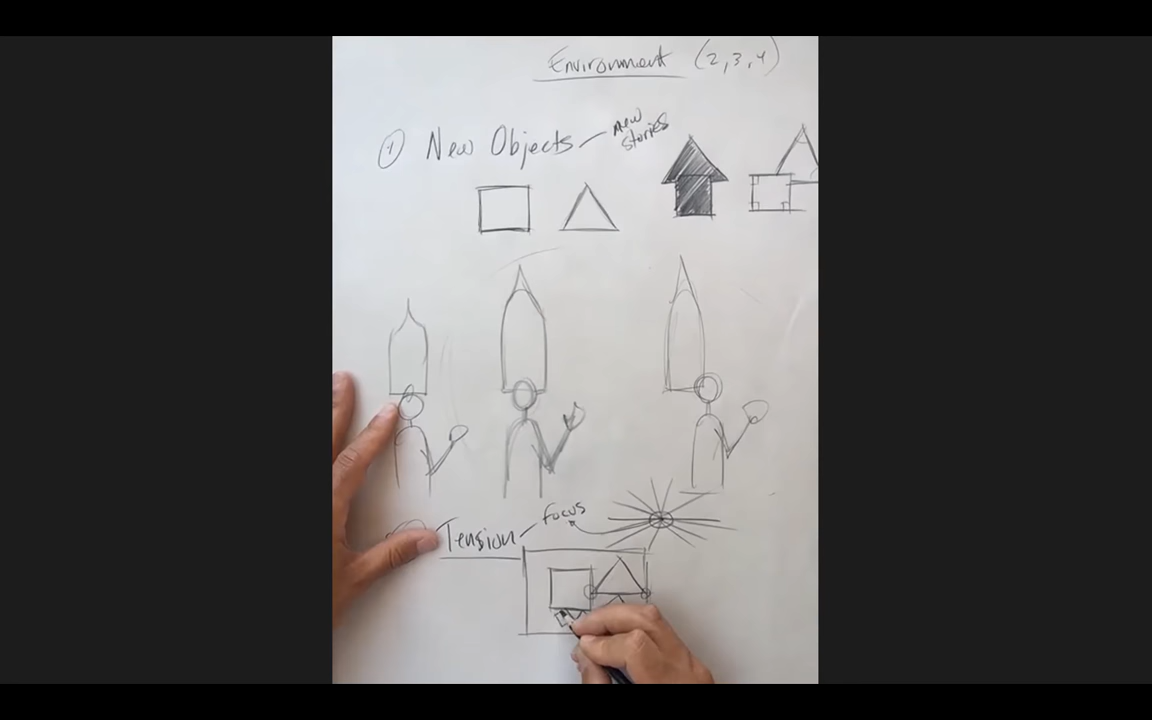 Environment (2,3,4)
1 New Objects
new
stories
Tension
focus